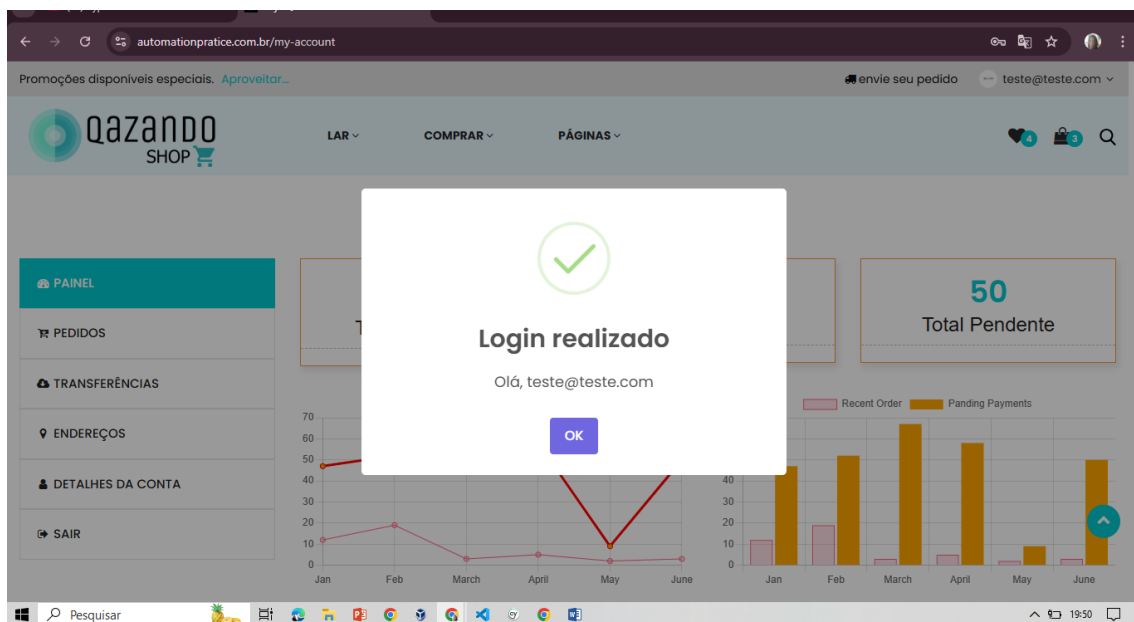 automationpratice.com.br/my-account
Promoções disponíveis especiais. Aproveitar...
envie seu pedido
teste@teste.com
QAZANDO
SHOP
LAR
COMPRAR
PÁGINAS
4
3
PAINEL
PEDIDOS
TRANSFERÊNCIAS
ENDEREÇOS
DETALHES DA CONTA
SAIR
Login realizado
Olá, teste@teste.com
OK
50
Total Pendente
70
60
50
40
30
20
10
0
Jan Feb March April May June
Recent Order Panding Payments
40
30
20
10
0
Jan Feb March April May June
Pesquisar
19:50